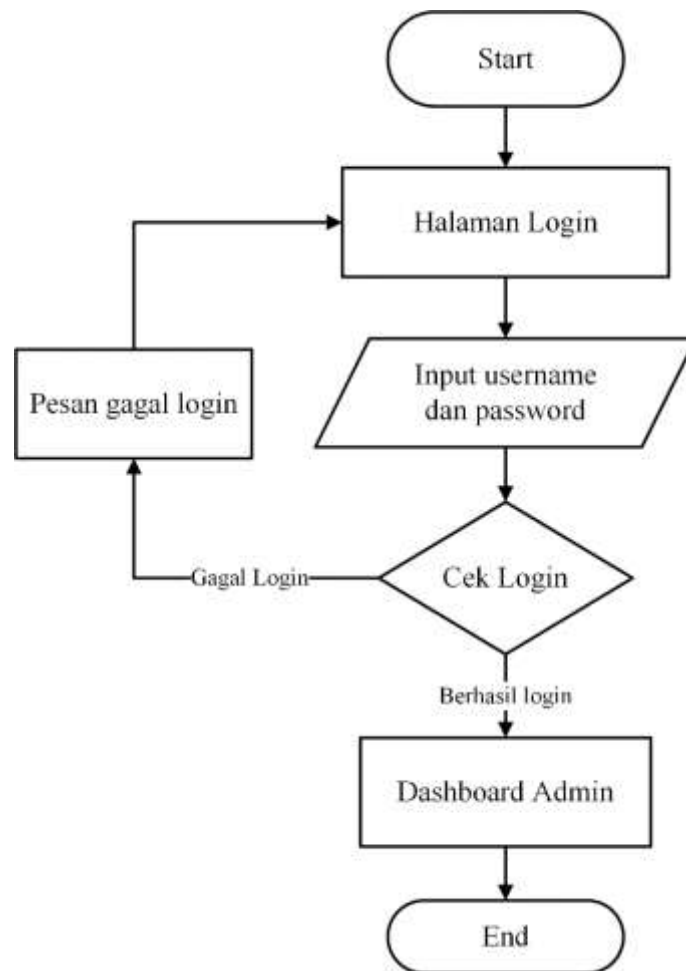 Start
Halaman Login
Input username
dan password
Pesan gagal login
Cek Login
Gagal Login
Berhasil login
Dashboard Admin
End